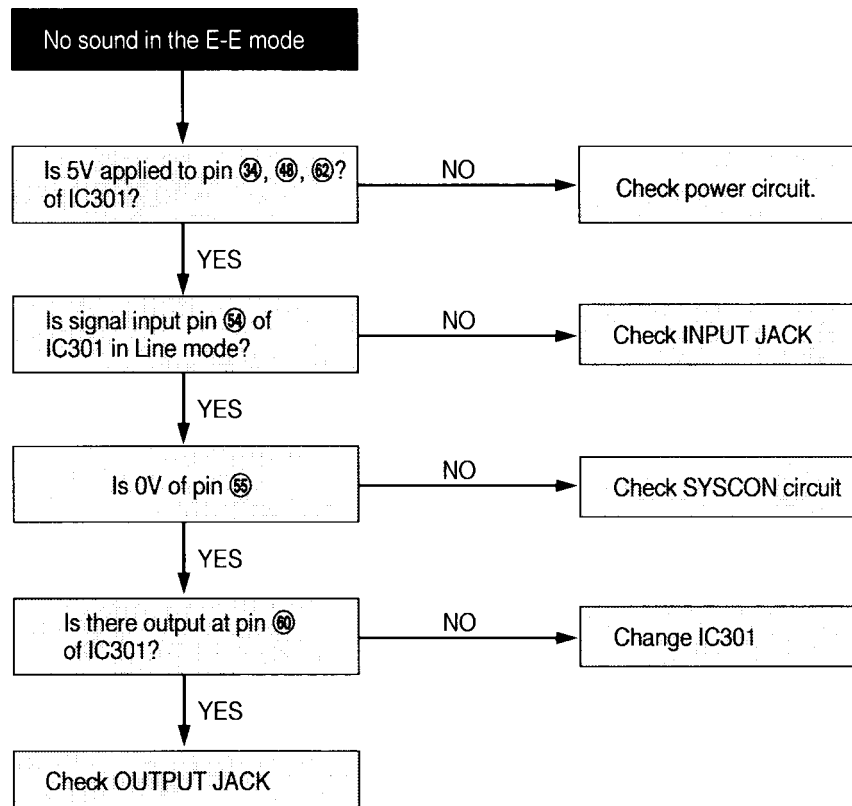 No sound in the E-E mode
Is 5V applied to pin ㉞, ㊽, 62?
of IC301?
NO
Check power circuit.
YES
Is signal input pin 54 of
IC301 in Line mode?
NO
Check INPUT JACK
YES
Is 0V of pin 55
NO
Check SYSCON circuit
YES
Is there output at pin 60
of IC301?
NO
Change IC301
YES
Check OUTPUT JACK